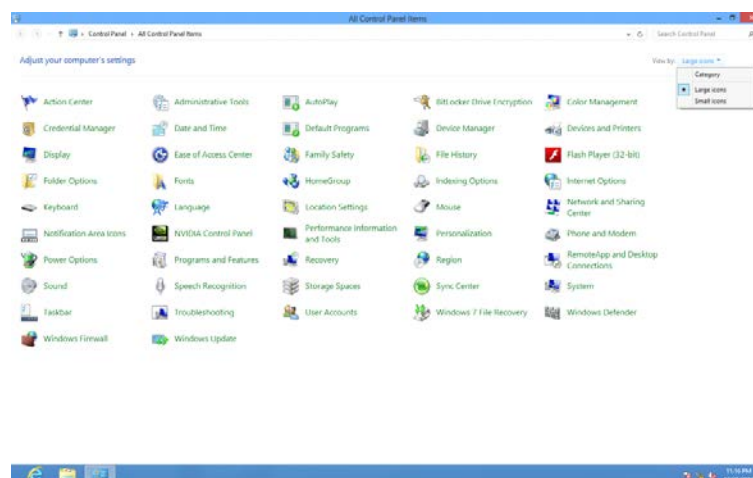 All Control Panel Items
Control Panel › All Control Panel Items
Search Control Panel
Adjust your computer's settings
View by: Large icons
Category
Large icons
Small icons
Action Center
Administrative Tools
AutoPlay
BitLocker Drive Encryption
Color Management
Credential Manager
Date and Time
Default Programs
Device Manager
Devices and Printers
Display
Ease of Access Center
Family Safety
File History
Flash Player (32-bit)
Folder Options
Fonts
HomeGroup
Indexing Options
Internet Options
Keyboard
Language
Location Settings
Mouse
Network and Sharing
Center
Notification Area Icons
NVIDIA Control Panel
Performance Information
and Tools
Personalization
Phone and Modem
Power Options
Programs and Features
Recovery
Region
RemoteApp and Desktop
Connections
Sound
Speech Recognition
Storage Spaces
Sync Center
System
Taskbar
Troubleshooting
User Accounts
Windows 7 File Recovery
Windows Defender
Windows Firewall
Windows Update
11:16 PM